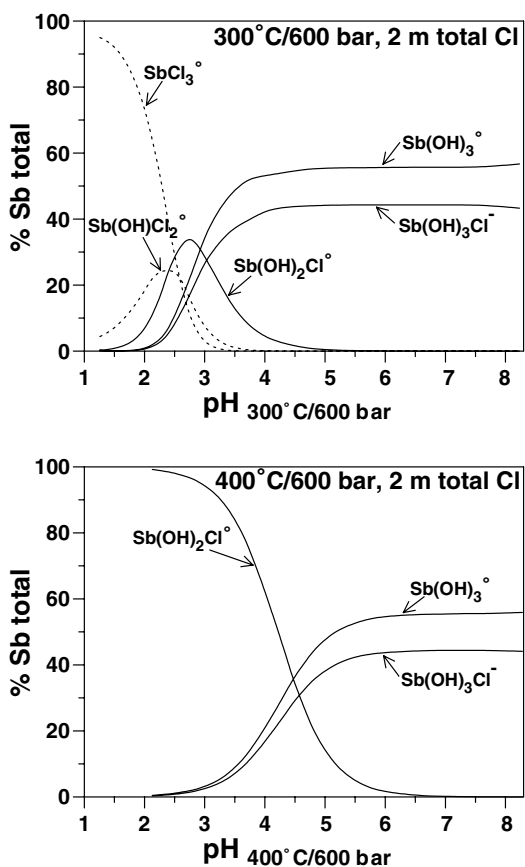 300°C/600 bar, 2 m total Cl
100
80
60
40
20
0
% Sb total
SbCl3°
Sb(OH)Cl2°
Sb(OH)2Cl°
Sb(OH)3°
Sb(OH)3Cl-
1 2 3 4 5 6 7 8
pH 300°C/600 bar
400°C/600 bar, 2 m total Cl
100
80
60
40
20
0
% Sb total
Sb(OH)2Cl°
Sb(OH)3°
Sb(OH)3Cl-
1 2 3 4 5 6 7 8
pH 400°C/600 bar